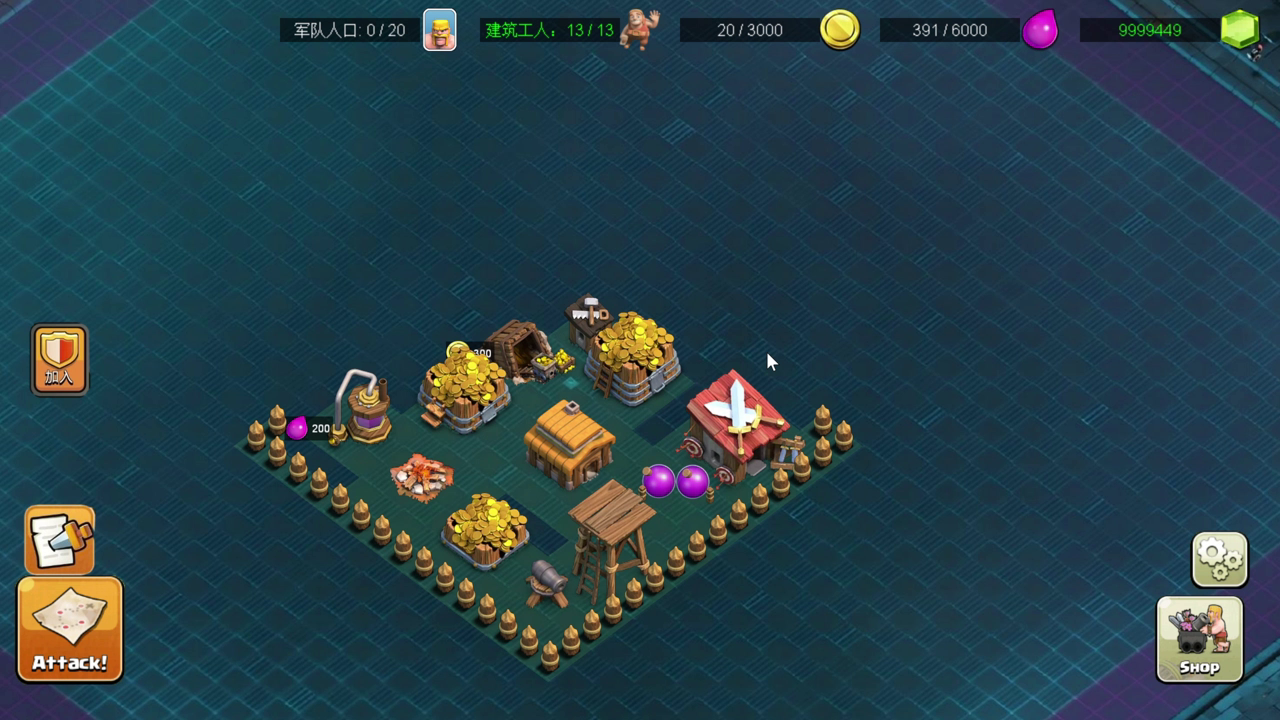 军队人口: 0 / 20
建筑工人: 13 / 13
20 / 3000
391 / 6000
9999449
200
加入
Attack!
SHOP